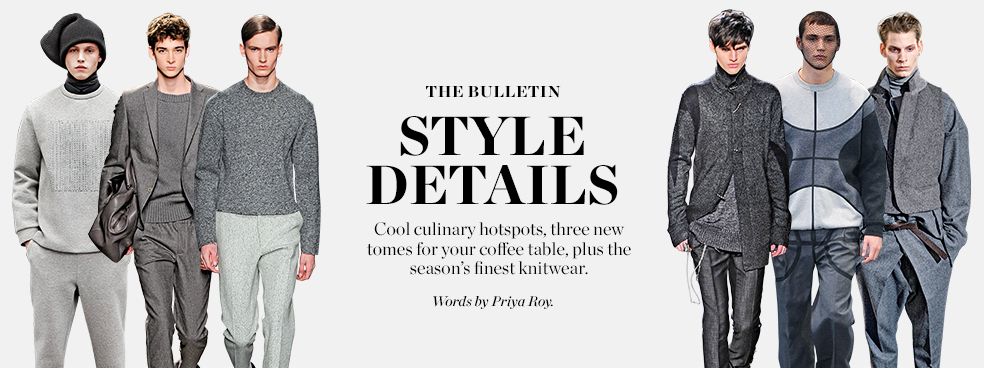 THE BULLETIN
STYLE
DETAILS
Cool culinary hotspots, three new
tomes for your coffee table, plus the
season's finest knitwear.
Words by Priya Roy.